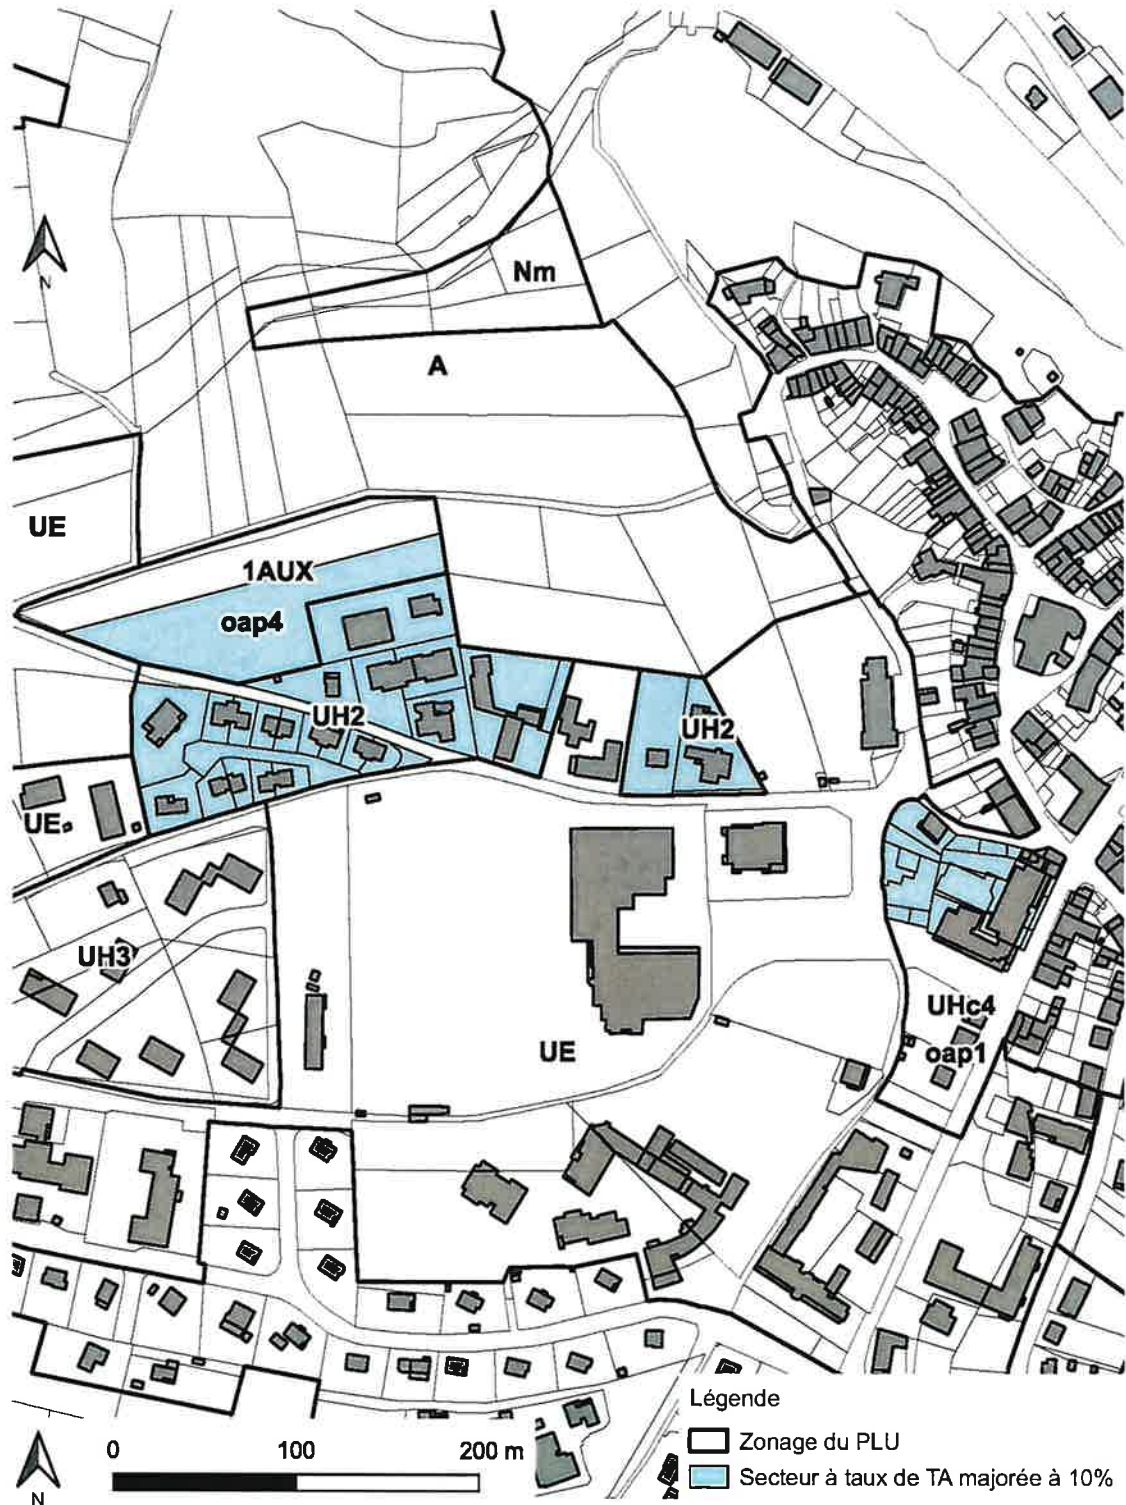 Nm
N
A
UE
1AUX
oap4
UH2
UH2
UE
UH3
UHc4
UE
oap1
Légende
0 100 200 m
Zonage du PLU
Secteur à taux de TA majorée à 10%
N